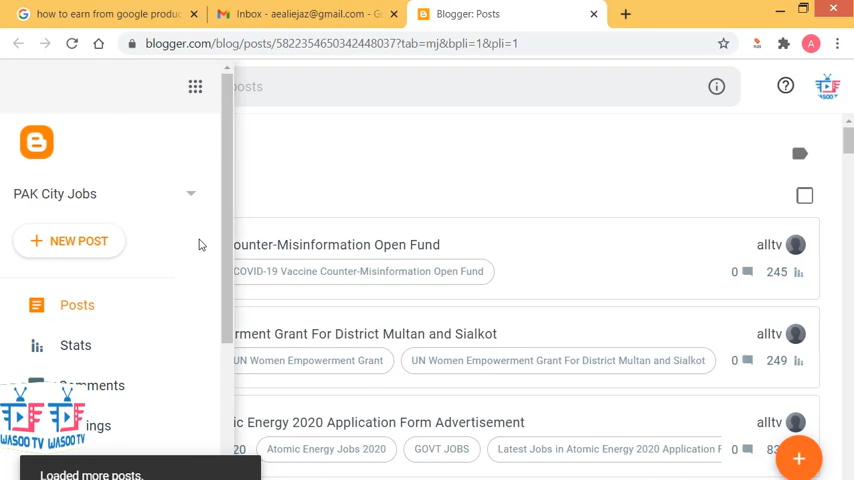 how to earn from google produc
Inbox - aealiejaz@gmail.com - G
Blogger: Posts
blogger.com/blog/posts/5822354650342448037?tab=mj&bpli=1&pli=1
A
posts
PAK City Jobs
NEW POST
Posts
Stats
Comments
ngs
WASOO TV WASOO TV
Loaded more posts.
ounter-Misinformation Open Fund
alltv
COVID-19 Vaccine Counter-Misinformation Open Fund
0 245
rment Grant For District Multan and Sialkot
alltv
UN Women Empowerment Grant
UN Women Empowerment Grant For District Multan and Sialkot
0 249
ic Energy 2020 Application Form Advertisement
alltv
20
Atomic Energy Jobs 2020
GOVT JOBS
Latest Jobs in Atomic Energy 2020 Application F
0